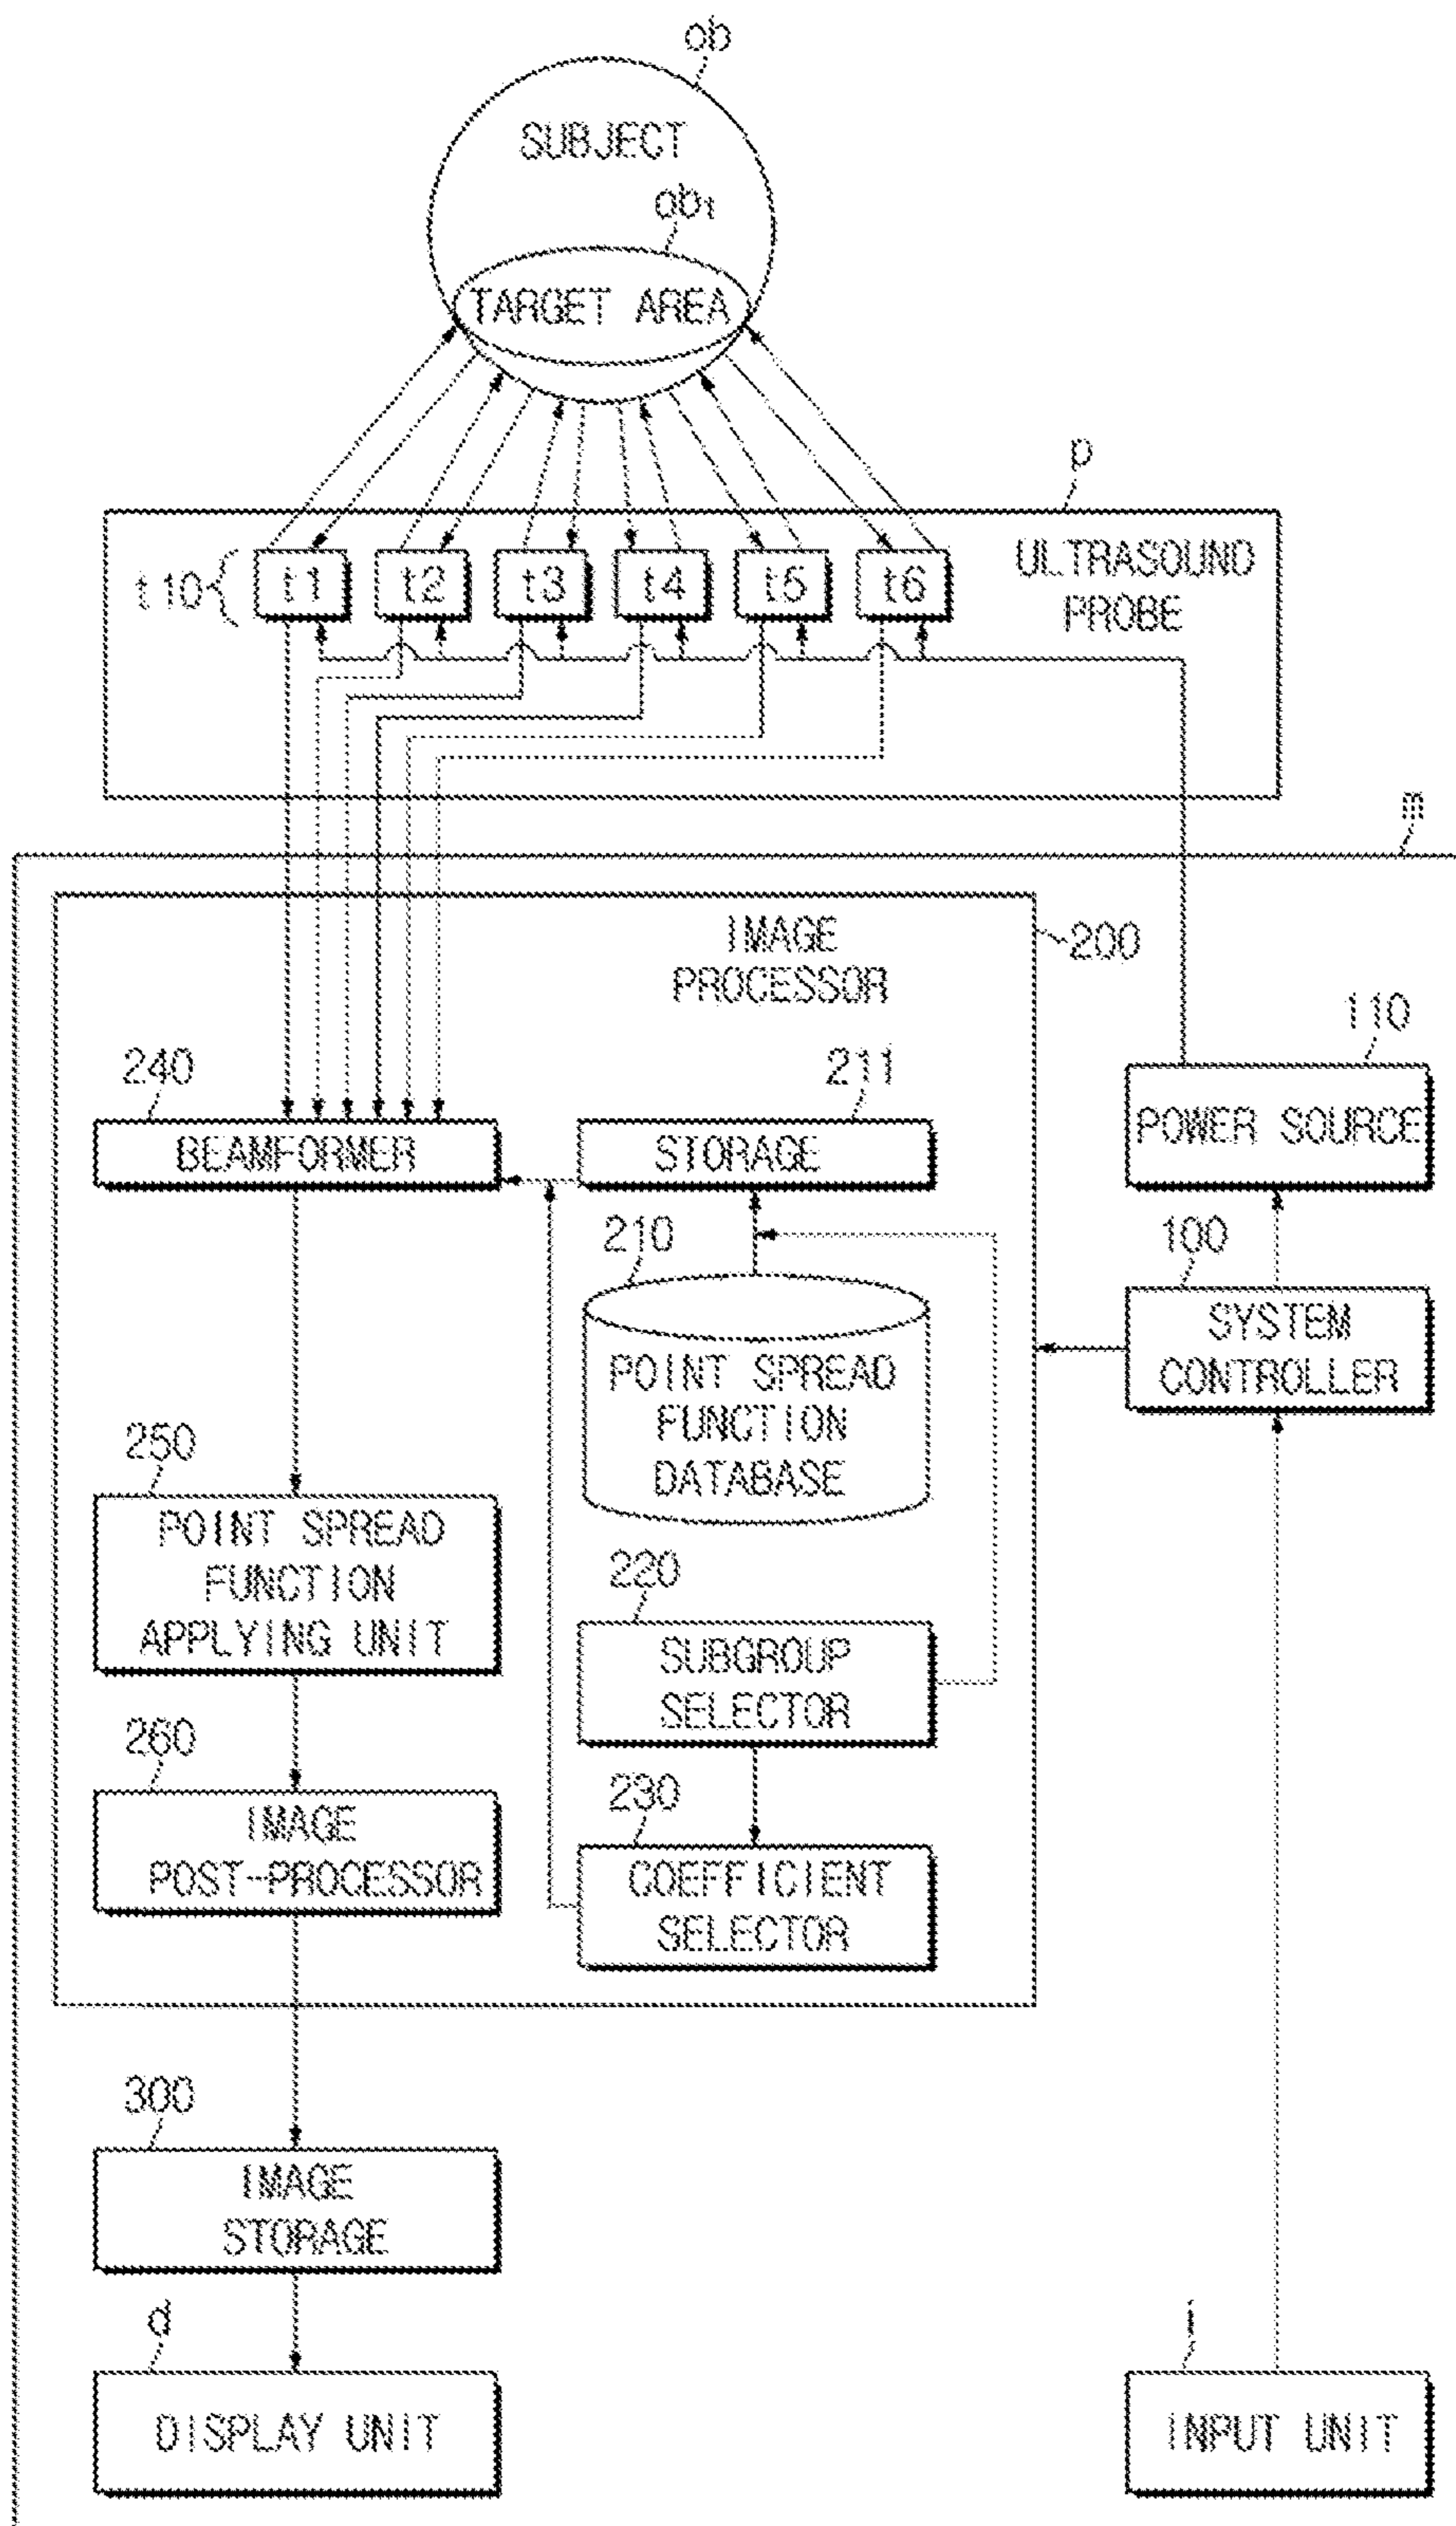 ob
SUBJECT
ob1
TARGET AREA
p
t10
t1
t2
t3
t4
t5
t6
ULTRASOUND
PROBE
m
IMAGE
PROCESSOR
200
110
240
211
BEAMFORMER
STORAGE
POWER SOURCE
210
100
POINT SPREAD
FUNCTION
DATABASE
SYSTEM
CONTROLLER
250
POINT SPREAD
FUNCTION
APPLYING UNIT
220
SUBGROUP
SELECTOR
260
IMAGE
POST-PROCESSOR
230
COEFFICIENT
SELECTOR
300
IMAGE
STORAGE
d
DISPLAY UNIT
i
INPUT UNIT